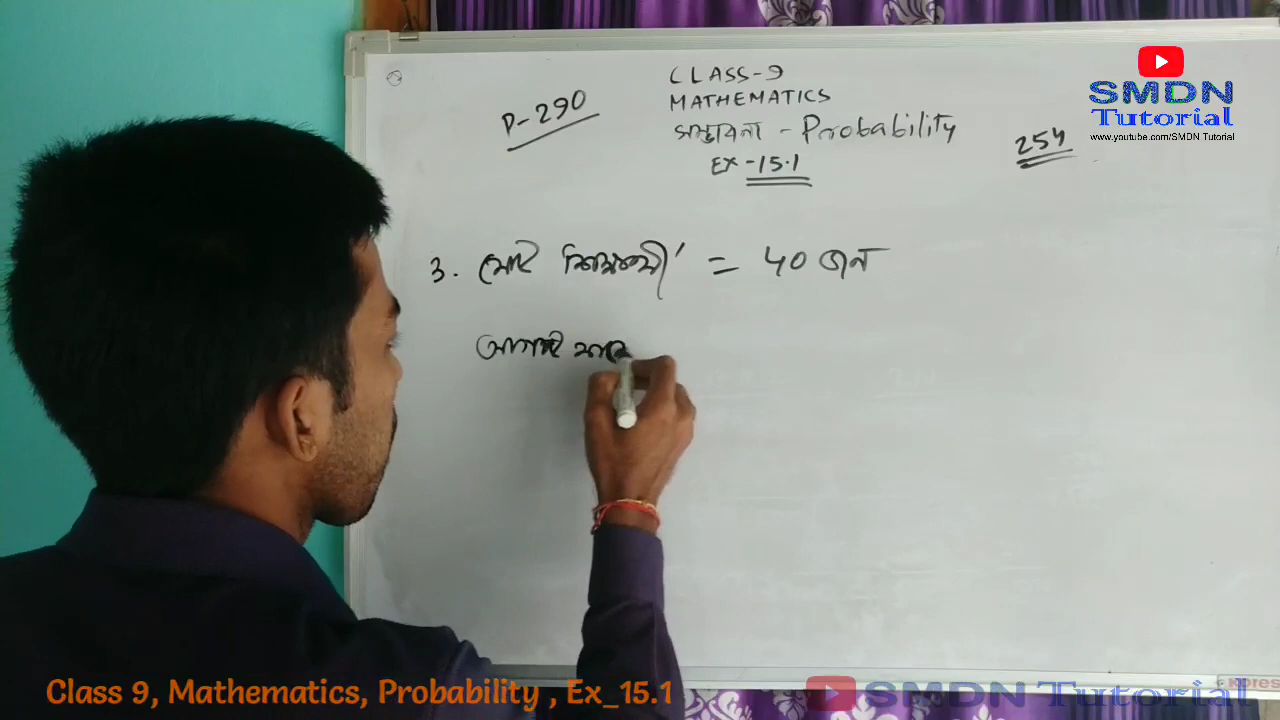 CLASS-9
P-290
MATHEMATICS
সম্ভাবনা - Probability
254
EX-15.1
3. মোট শিক্ষাৰ্থী = 40 জন
SMDN
Tutorial
www.youtube.com/SMDN Tutorial
Class 9, Mathematics, Probability , Ex_15.1
SMDN Tutorial